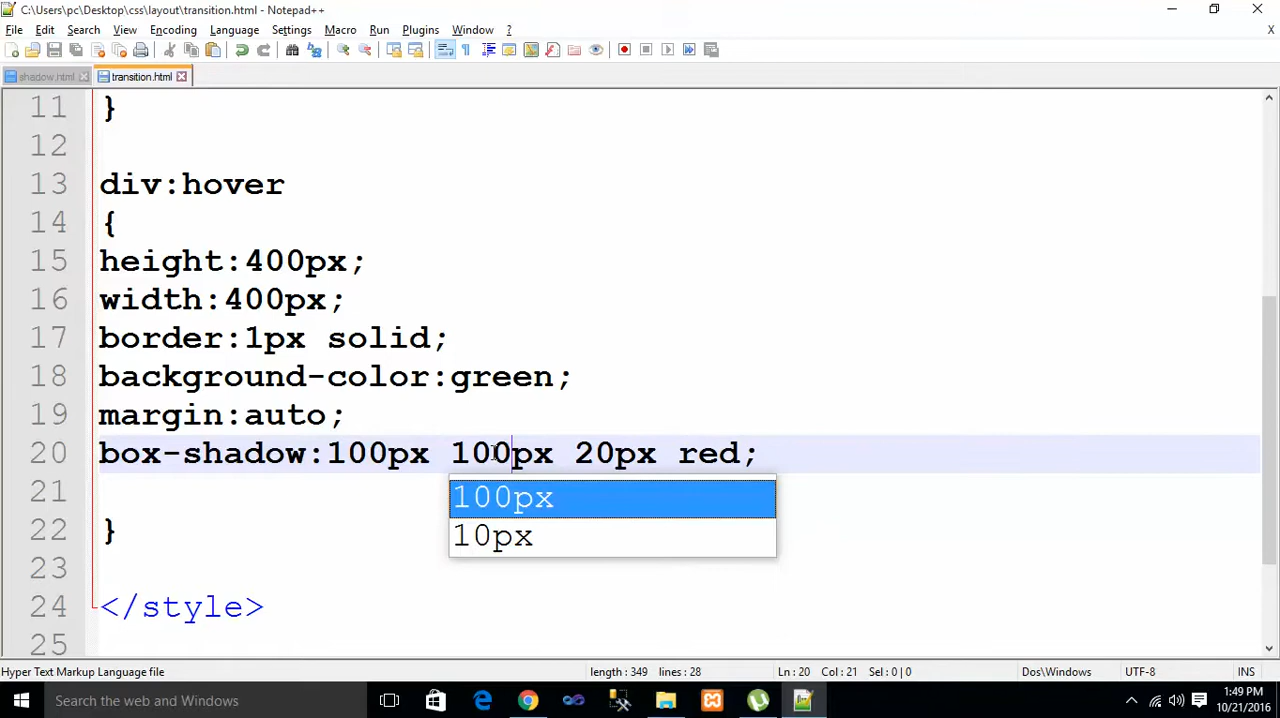 C:\Users\pc\Desktop\css\layout\transition.html - Notepad++
File Edit Search View Encoding Language Settings Macro Run Plugins Window ? X
shadow.html transition.html
11 }
12
13 div:hover
14 {
15 height:400px;
16 width:400px;
17 border:1px solid;
18 background-color:green;
19 margin:auto;
20 box-shadow:100px 100px 20px red;
100px
21
10px
22 }
23
24 </style>
25
Hyper Text Markup Language file length : 349 lines : 28 Ln : 20 Col : 21 Sel : 0 | 0 Dos\Windows UTF-8 INS
Search the web and Windows
1:49 PM
10/21/2016